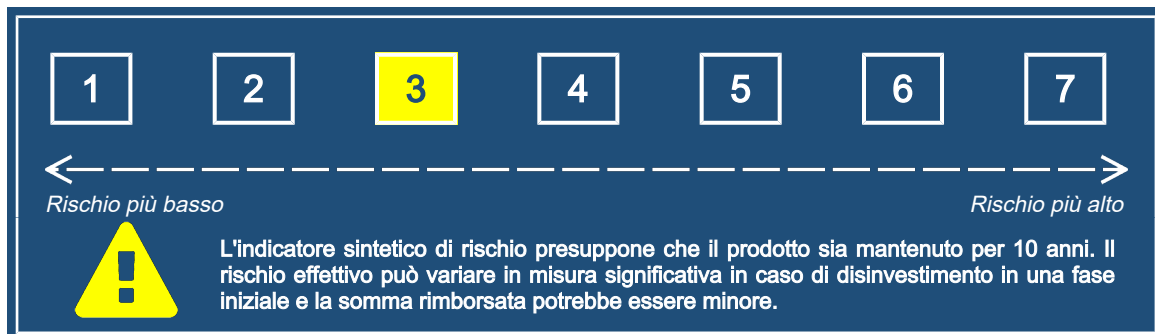 1 2 3 4 5 6 7
Rischio più basso Rischio più alto
L'indicatore sintetico di rischio presuppone che il prodotto sia mantenuto per 10 anni. Il
rischio effettivo può variare in misura significativa in caso di disinvestimento in una fase
iniziale e la somma rimborsata potrebbe essere minore.